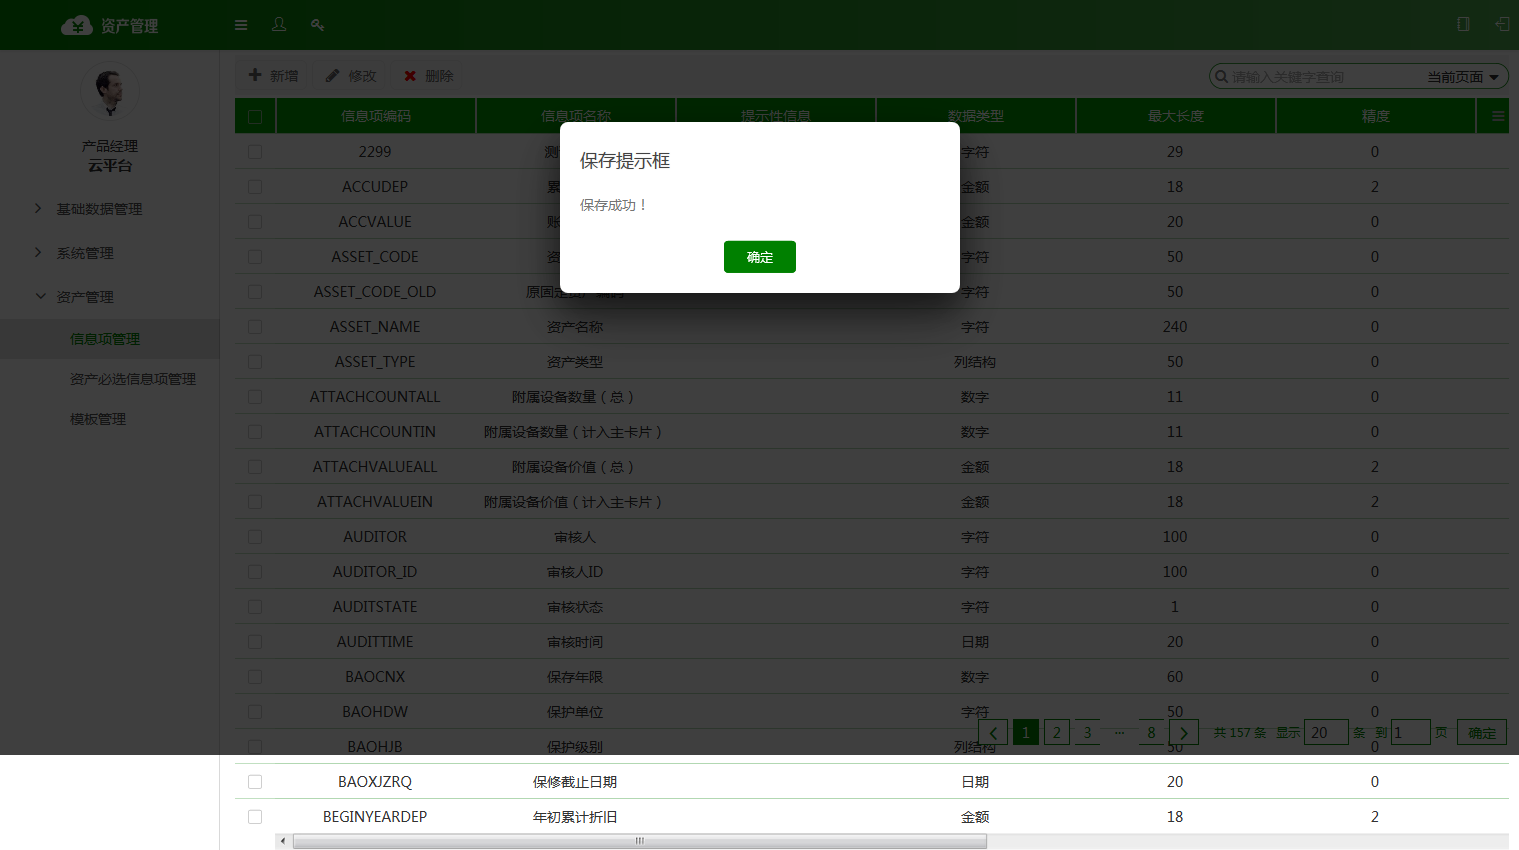 资产管理
产品经理
云平台
基础数据管理
系统管理
资产管理
信息项管理
资产必选信息项管理
模板管理
新增 修改 删除
请输入关键字查询 当前页面
信息项编码 信息项名称 提示性信息 数据类型 最大长度 精度
保存提示框
保存成功！
确定
2299 测 字符 29 0
ACCUDEP 累 金额 18 2
ACCVALUE 账 金额 20 0
ASSET_CODE 资 字符 50 0
ASSET_CODE_OLD 字符 50 0
ASSET_NAME 资产名称 字符 240 0
ASSET_TYPE 资产类型 列结构 50 0
ATTACHCOUNTALL 附属设备数量（总） 数字 11 0
ATTACHCOUNTIN 附属设备数量（计入主卡片） 数字 11 0
ATTACHVALUEALL 附属设备价值（总） 金额 18 2
ATTACHVALUEIN 附属设备价值（计入主卡片） 金额 18 2
AUDITOR 审核人 字符 100 0
AUDITOR_ID 审核人ID 字符 100 0
AUDITSTATE 审核状态 字符 1 0
AUDITTIME 审核时间 日期 20 0
BAOCNX 保存年限 数字 60 0
BAOHDW 保护单位 字符 50 0
1 2 3 ... 8 共 157 条 显示 20 条 到 1 页 确定
BAOHJB 保护级别 列结构 50 0
BAOXJZRQ 保修截止日期 日期 20 0
BEGINYEARDEP 年初累计折旧 金额 18 2